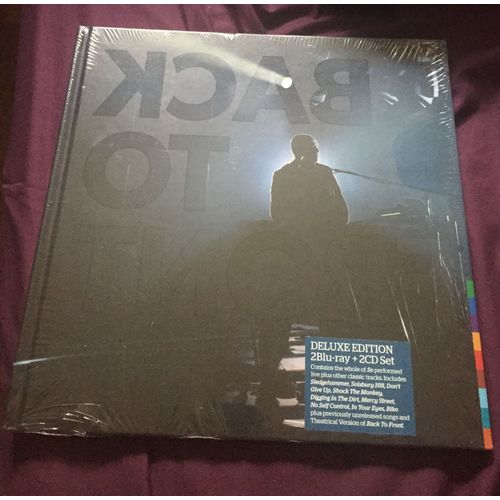 BACK
TO
FRONT
DELUXE EDITION
2Blu-ray + 2CD Set
Contains the whole of So performed
live plus other classic tracks. Includes
Sledgehammer, Solsbury Hill, Don't
Give Up, Shock The Monkey,
Digging In The Dirt, Mercy Street,
No Self Control, In Your Eyes, Biko
plus previously unreleased songs and
Theatrical Version of Back To Front.